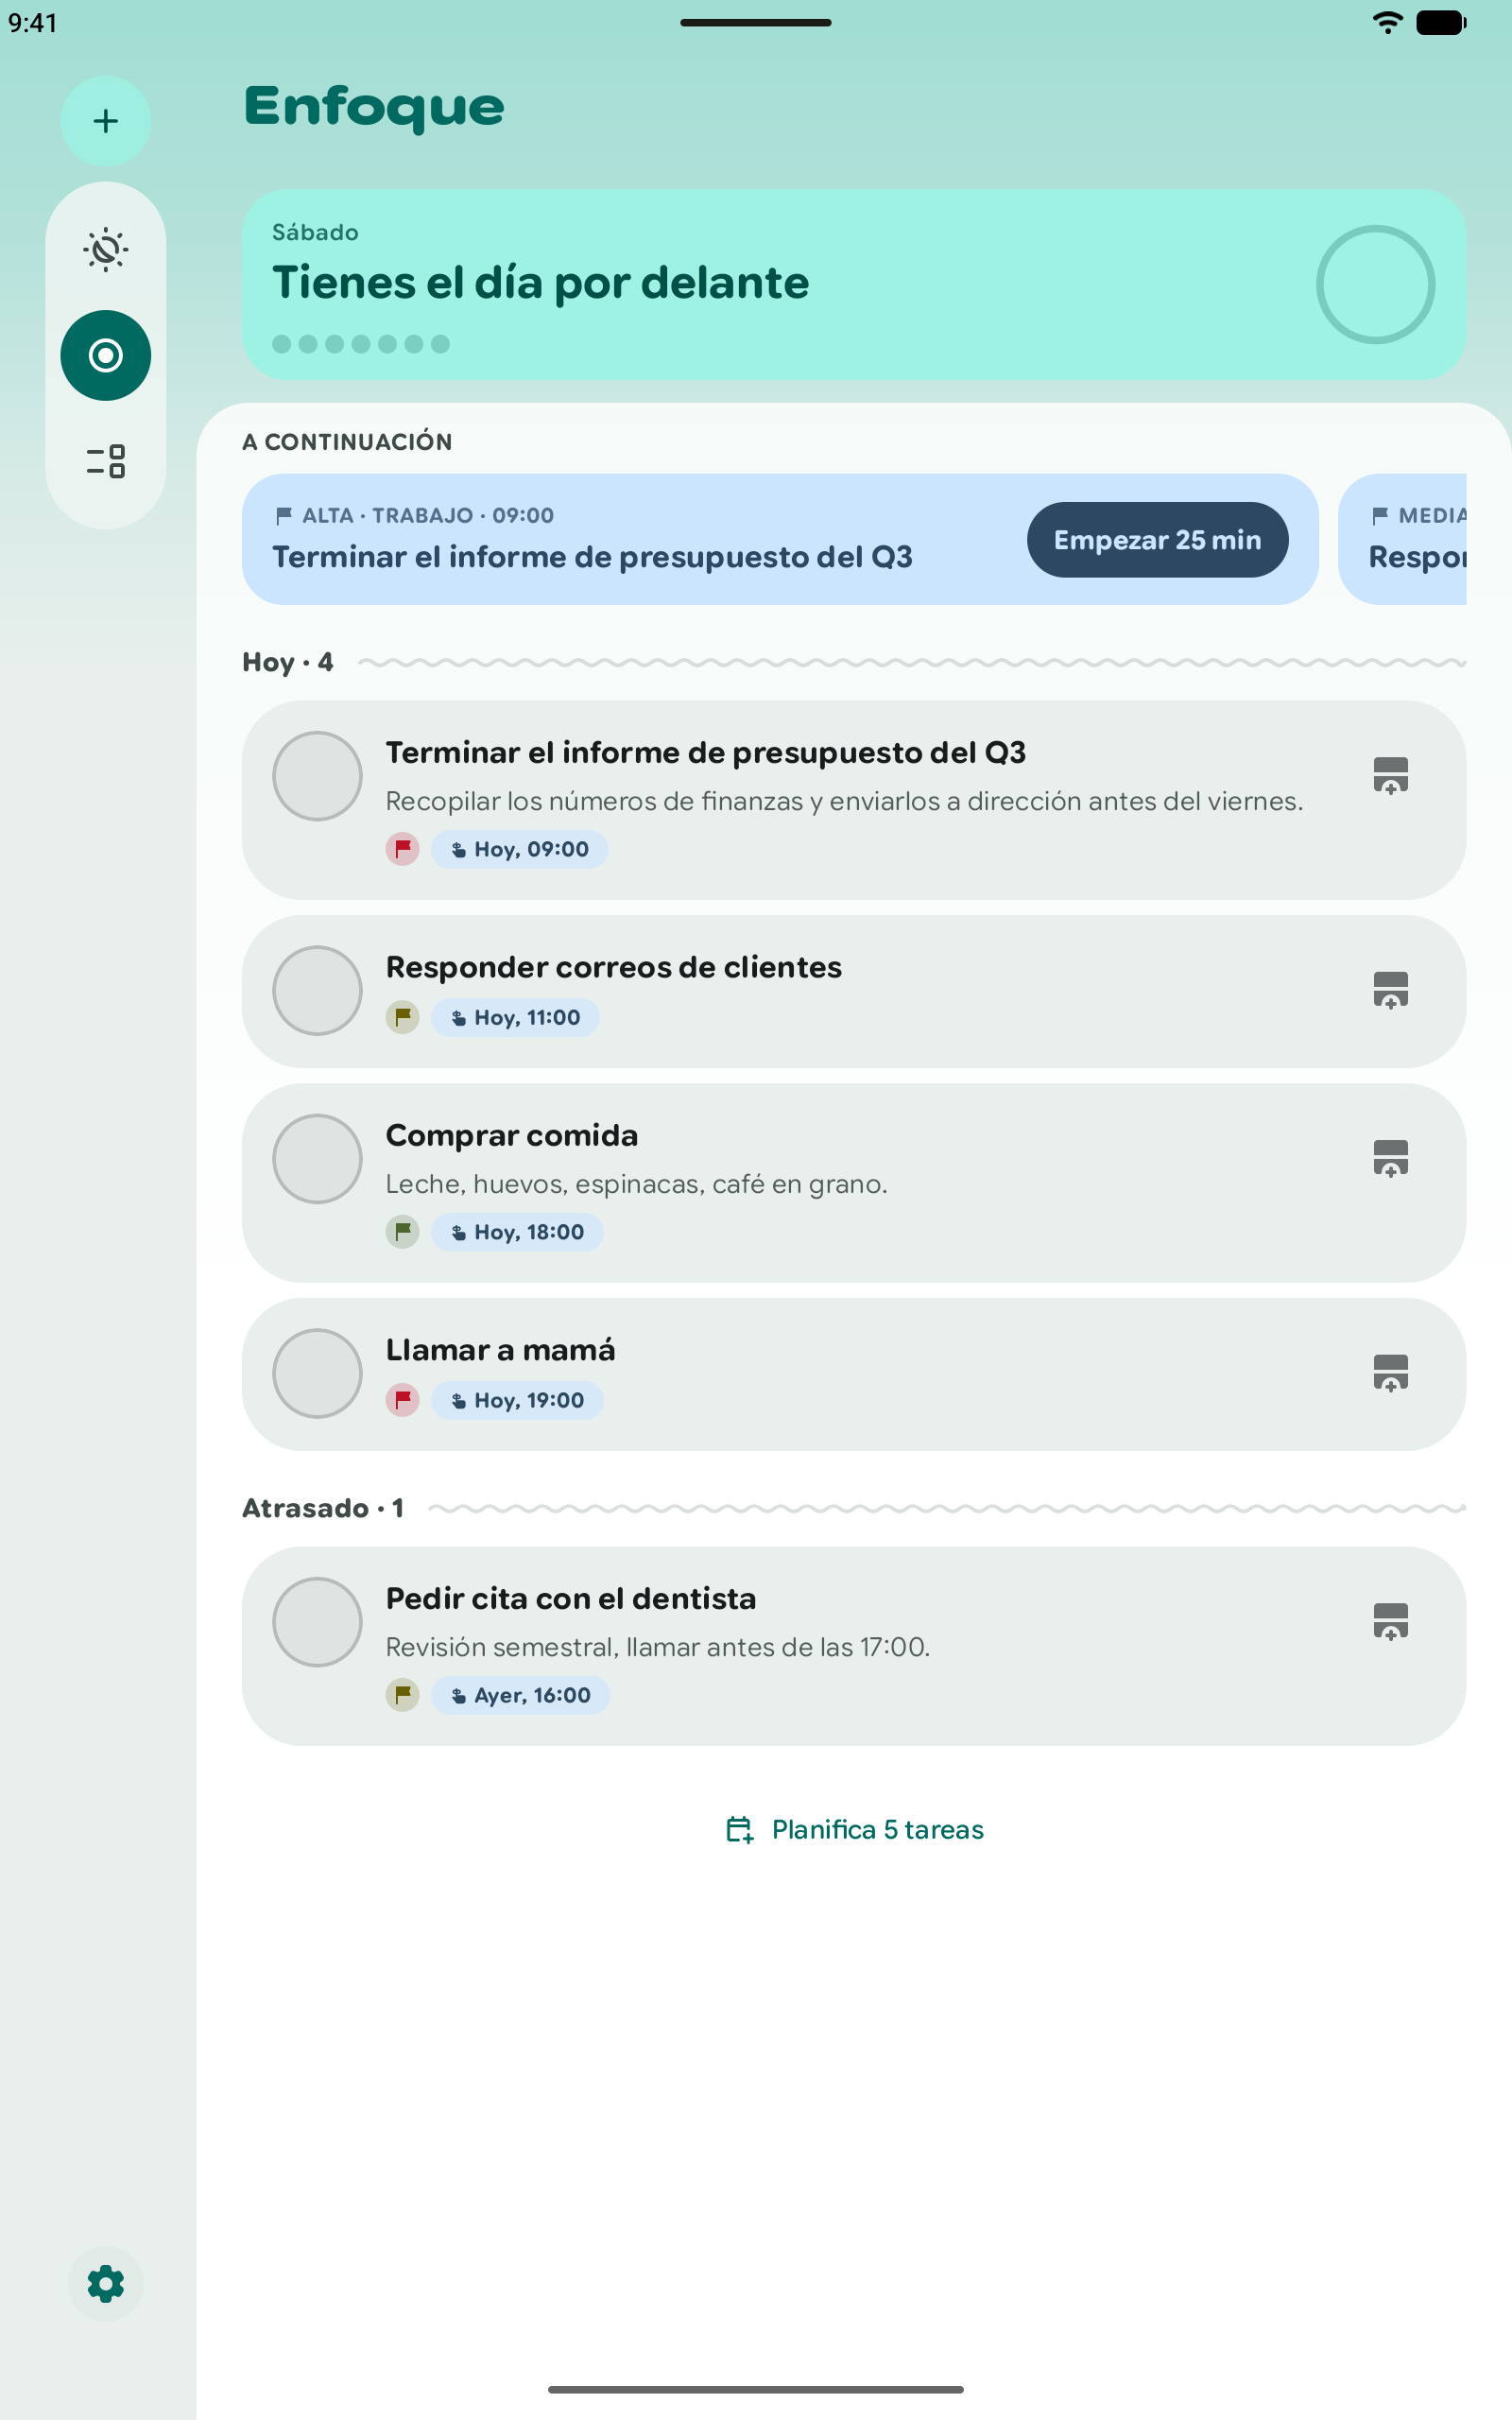 9:41
Enfoque
Sábado
Tienes el día por delante
A CONTINUACIÓN
ALTA · TRABAJO · 09:00
Terminar el informe de presupuesto del Q3
Empezar 25 min
MEDIA
Respon
Hoy · 4
Terminar el informe de presupuesto del Q3
Recopilar los números de finanzas y enviarlos a dirección antes del viernes.
Hoy, 09:00
Responder correos de clientes
Hoy, 11:00
Comprar comida
Leche, huevos, espinacas, café en grano.
Hoy, 18:00
Llamar a mamá
Hoy, 19:00
Atrasado · 1
Pedir cita con el dentista
Revisión semestral, llamar antes de las 17:00.
Ayer, 16:00
Planifica 5 tareas